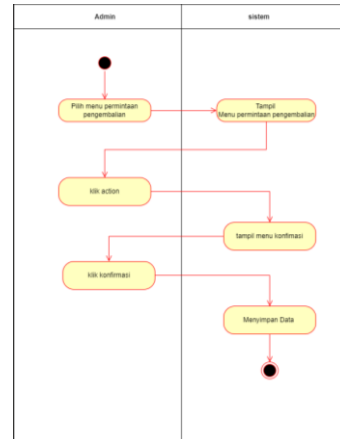 Admin
sistem
Pilih menu permintaan
pengembalian
Tampil
Menu permintaan pengembalian
klik action
tampil menu konfimasi
klik konfirmasi
Menyimpan Data